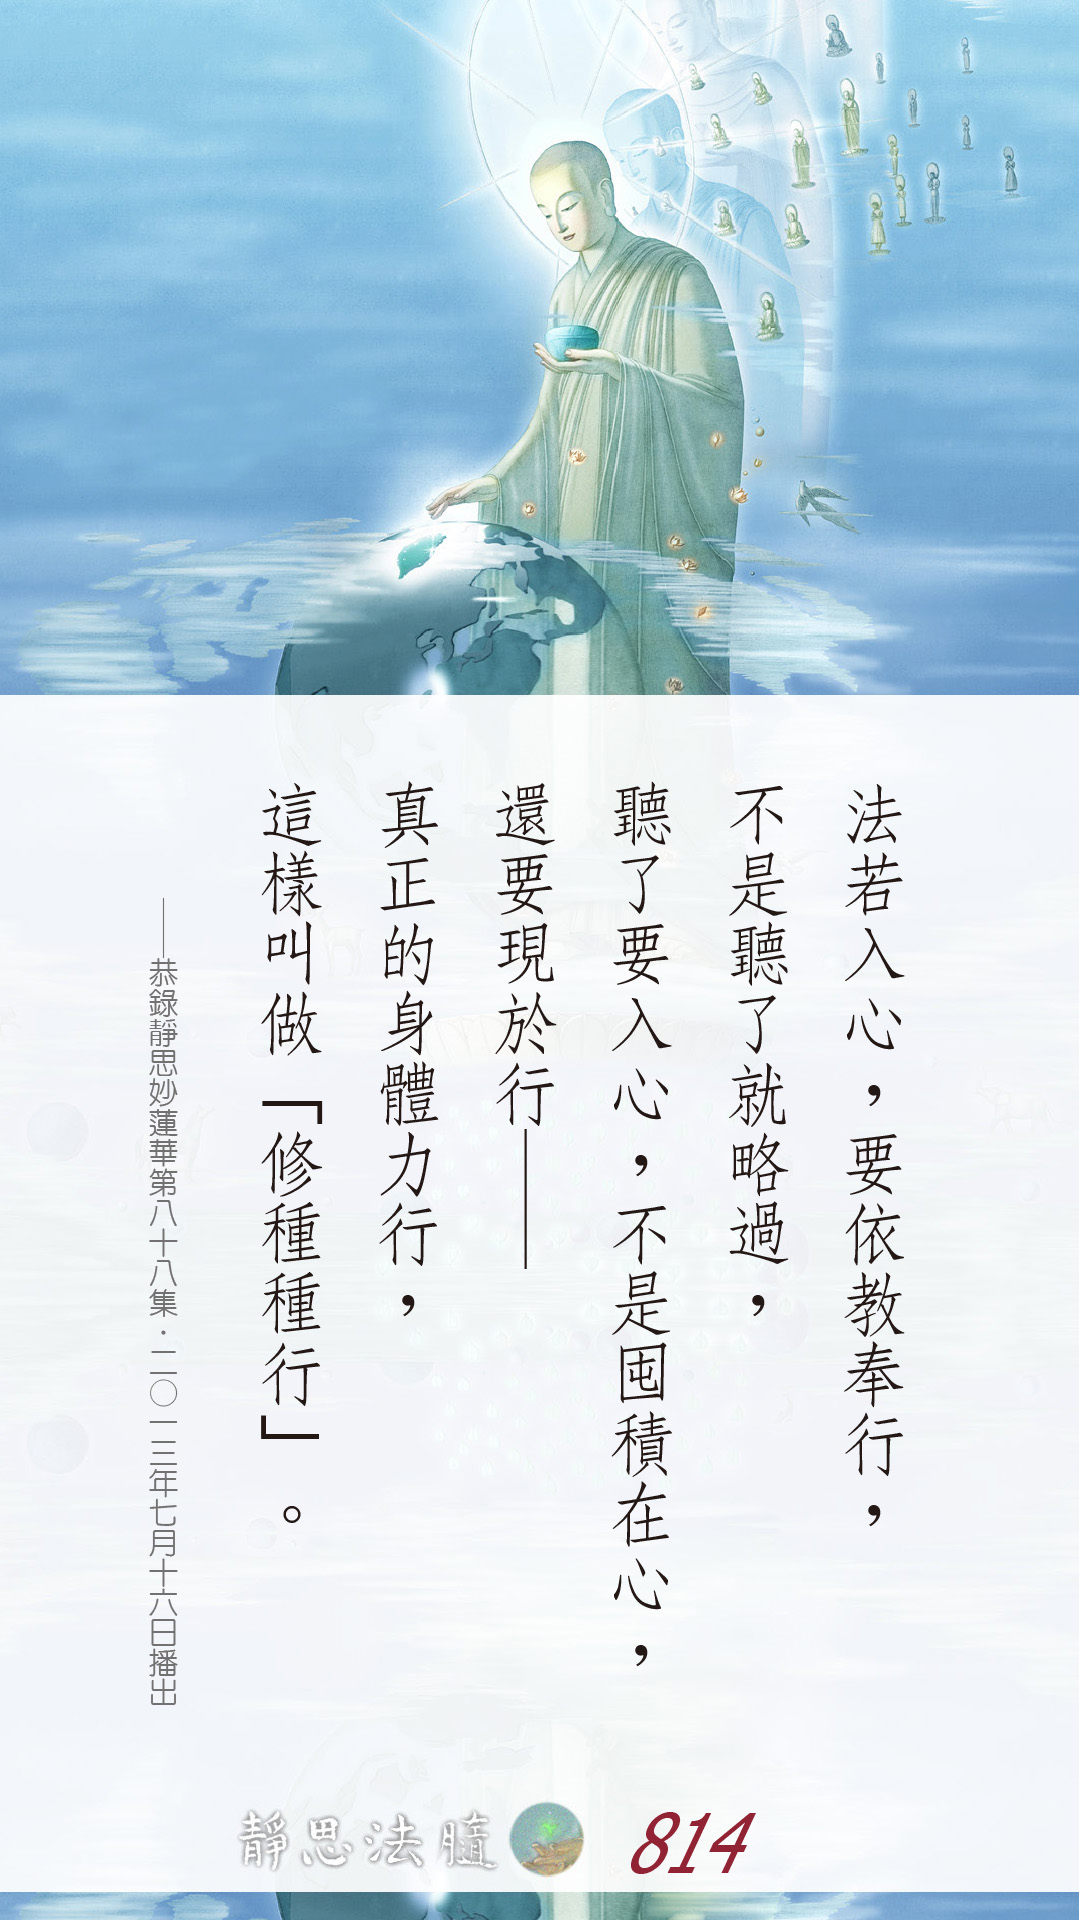 法若入心，要依教奉行，
不是聽了就略過，
聽了要入心，不是囤積在心，
還要現於行——
真正的身體力行，
這樣叫做「修種種行」。
——恭錄靜思妙蓮華第八十八集．二〇一三年七月十六日播出
靜思法髓 814